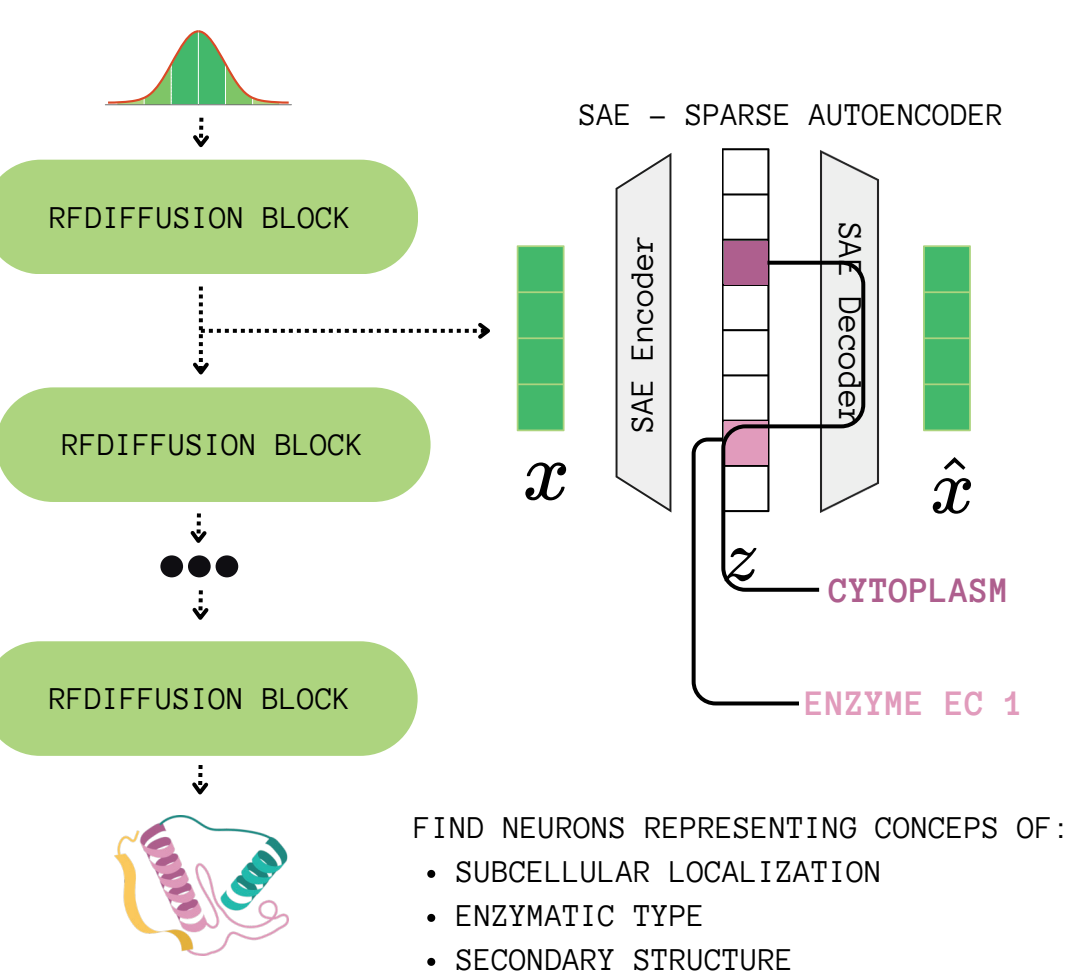 SAE – SPARSE AUTOENCODER
RFDIFFUSION BLOCK
SAE Encoder
SAE Decoder
x
x̂
z
RFDIFFUSION BLOCK
CYTOPLASM
ENZYME EC 1
RFDIFFUSION BLOCK
FIND NEURONS REPRESENTING CONCEPS OF:
• SUBCELLULAR LOCALIZATION
• ENZYMATIC TYPE
• SECONDARY STRUCTURE